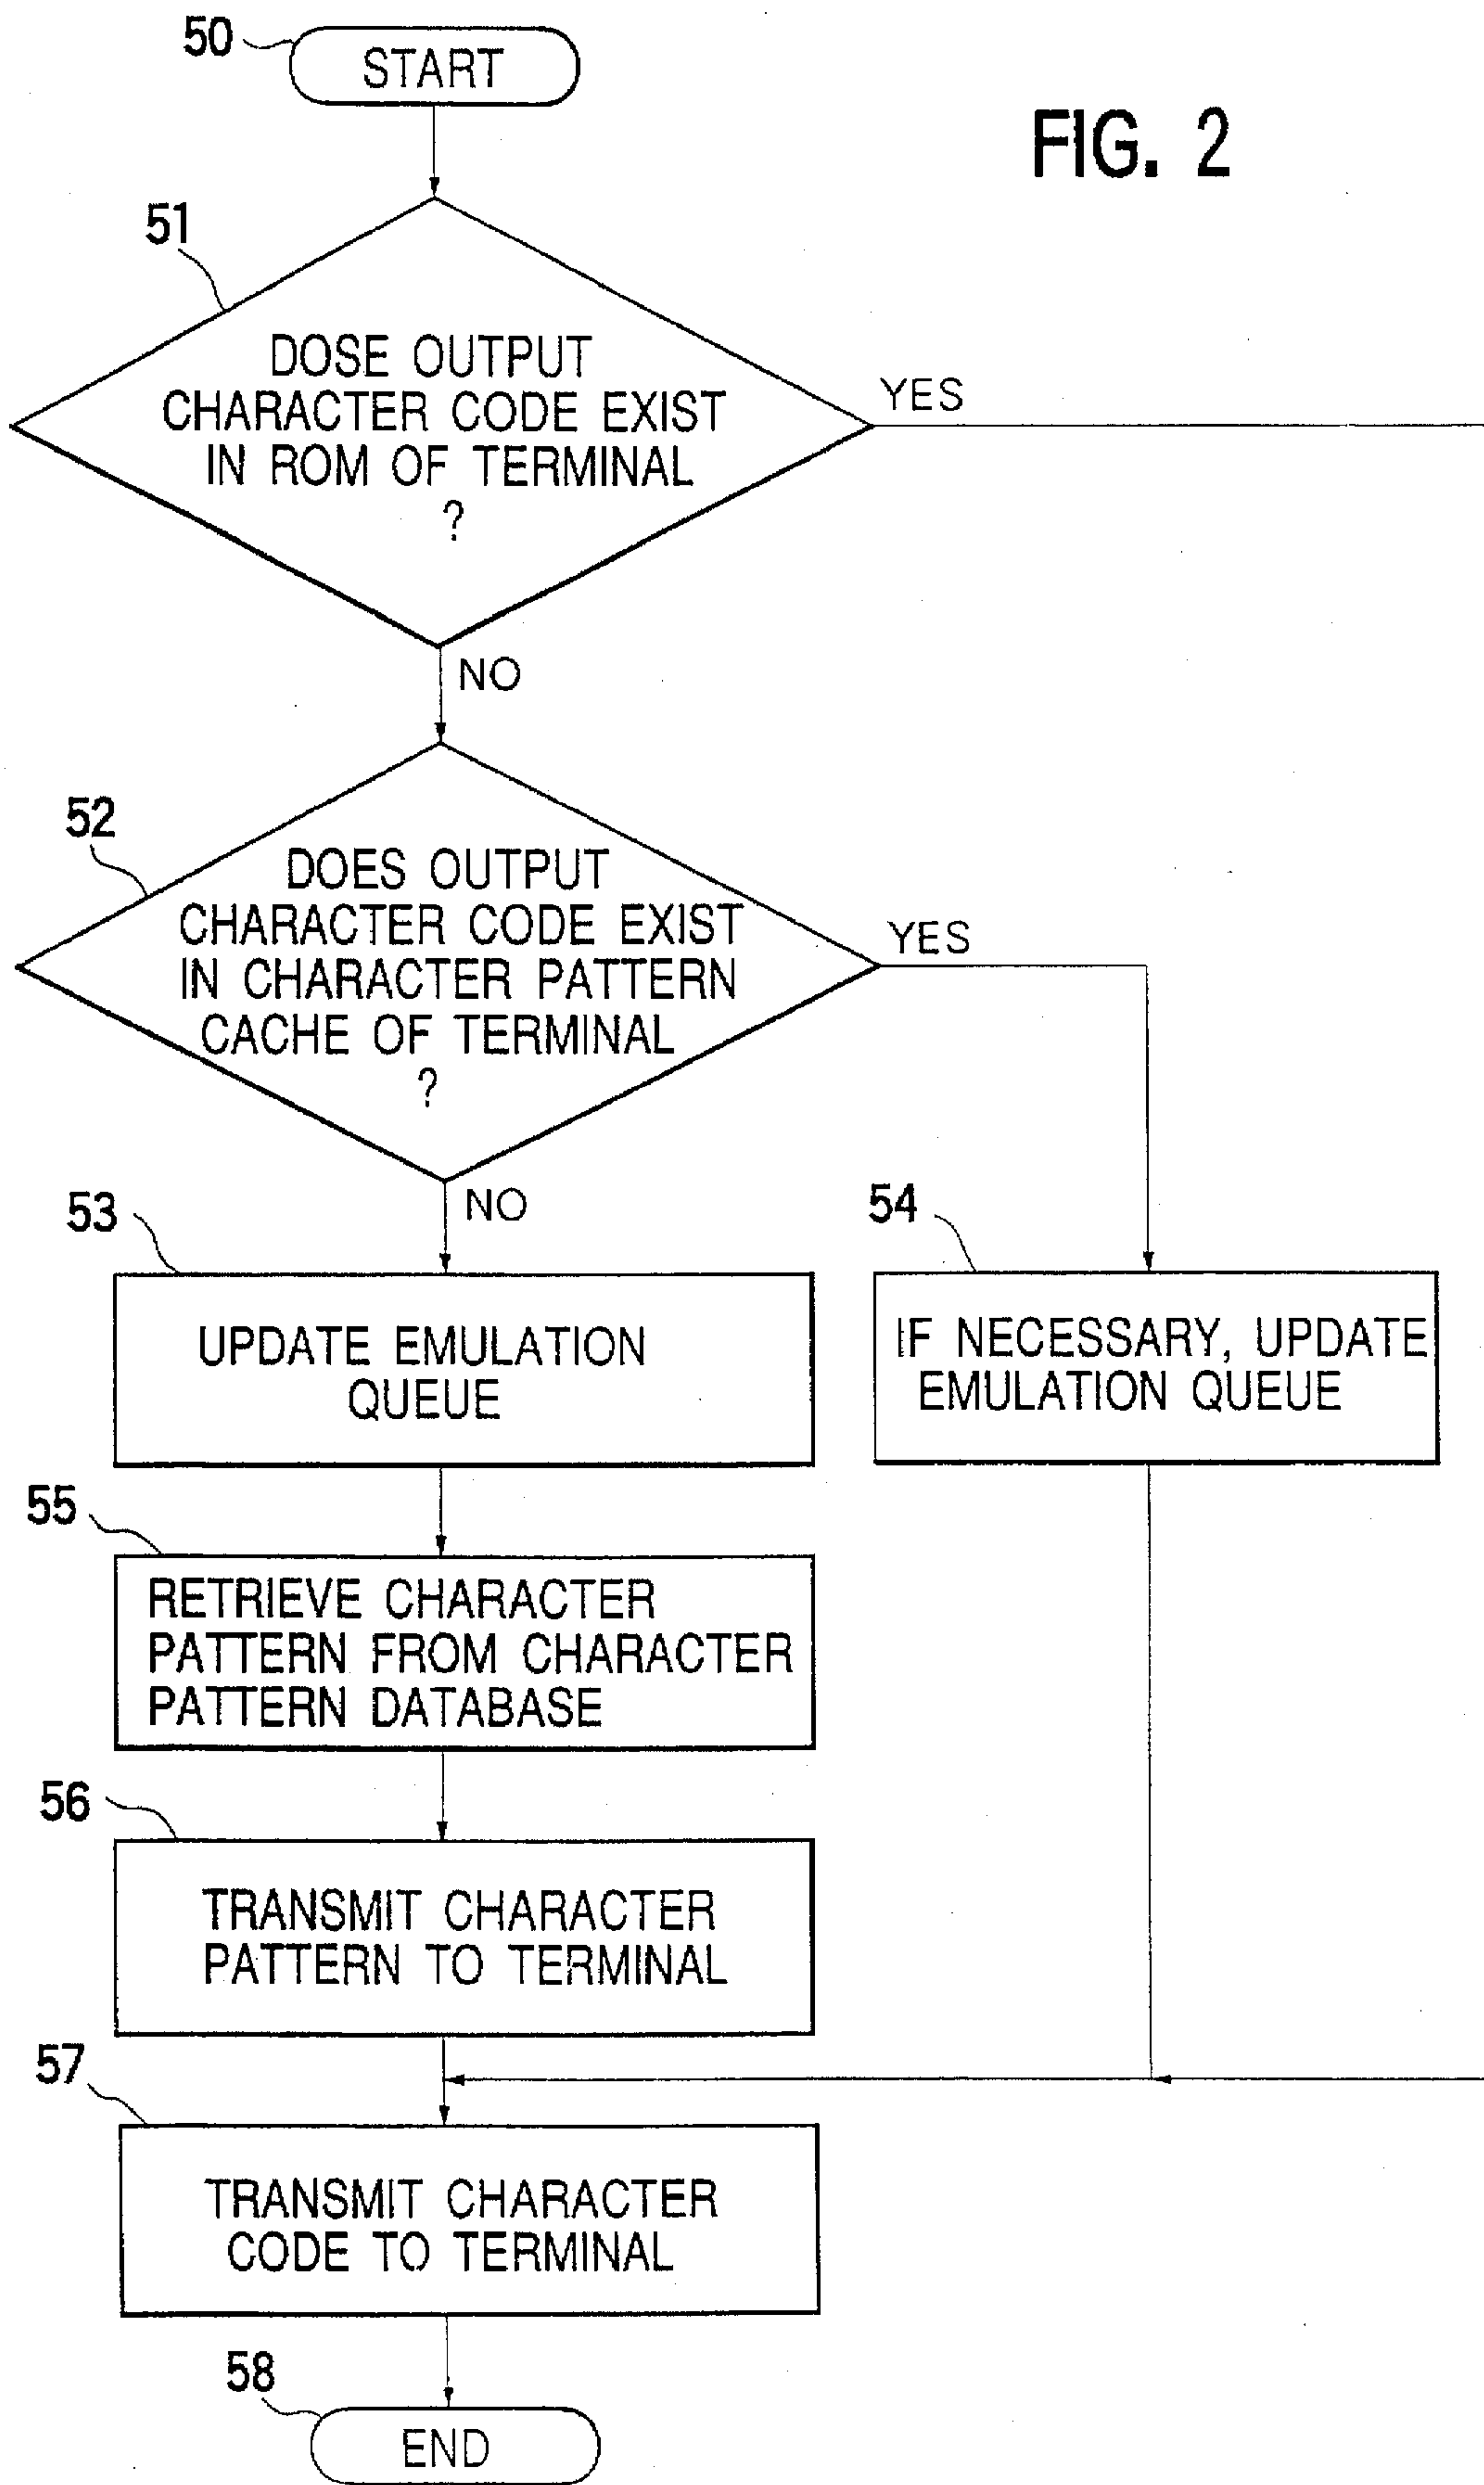 50
START
FIG. 2
51
DOSE OUTPUT
CHARACTER CODE EXIST
IN ROM OF TERMINAL
?
YES
NO
52
DOES OUTPUT
CHARACTER CODE EXIST
IN CHARACTER PATTERN
CACHE OF TERMINAL
?
YES
NO
53
UPDATE EMULATION
QUEUE
54
IF NECESSARY, UPDATE
EMULATION QUEUE
55
RETRIEVE CHARACTER
PATTERN FROM CHARACTER
PATTERN DATABASE
56
TRANSMIT CHARACTER
PATTERN TO TERMINAL
57
TRANSMIT CHARACTER
CODE TO TERMINAL
58
END